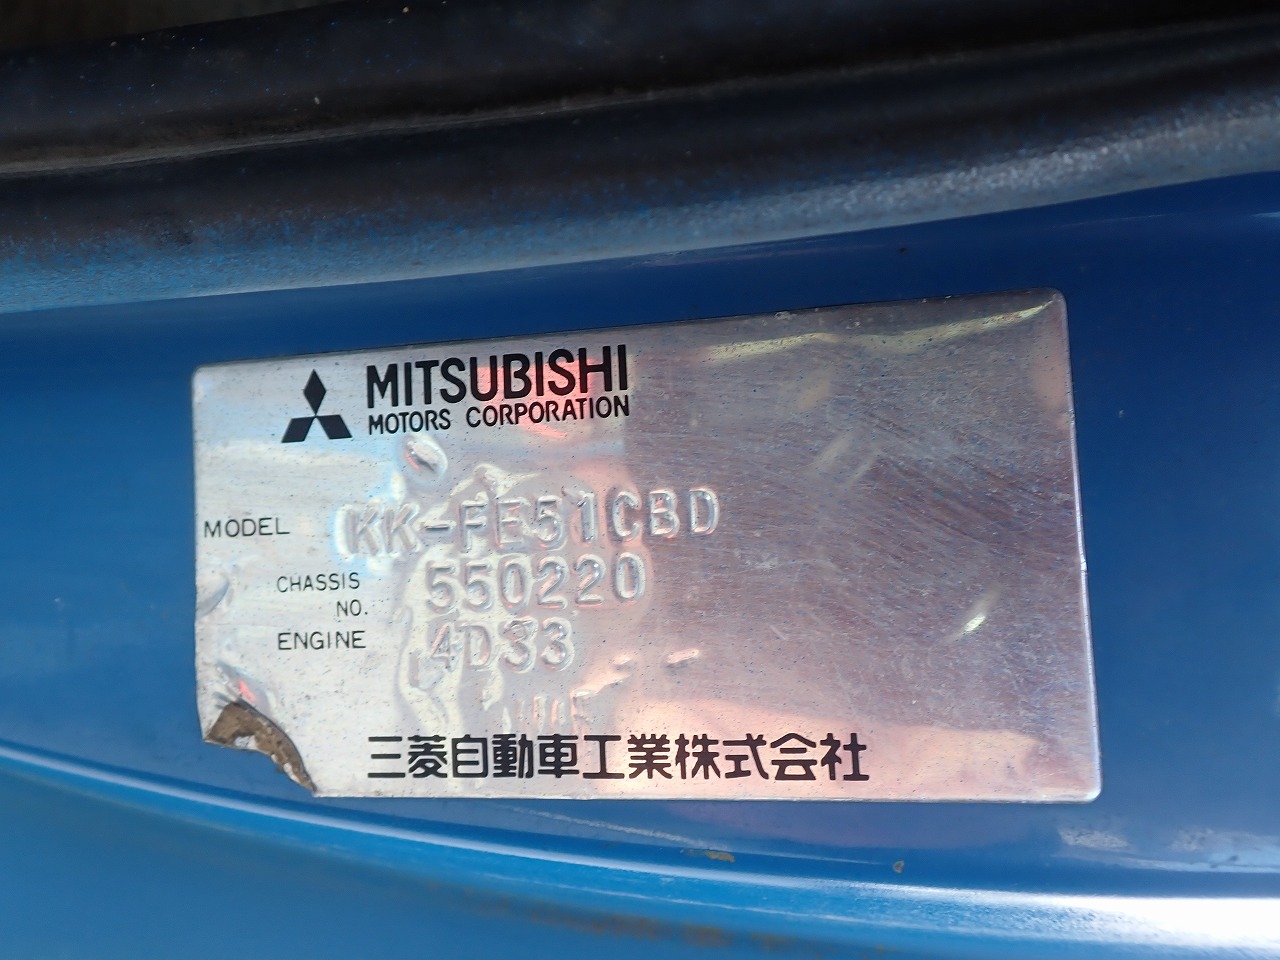 MITSUBISHI
MOTORS CORPORATION
MODEL KK-FE51CBD
CHASSIS NO. 550220
ENGINE 4D33
三菱自動車工業株式会社